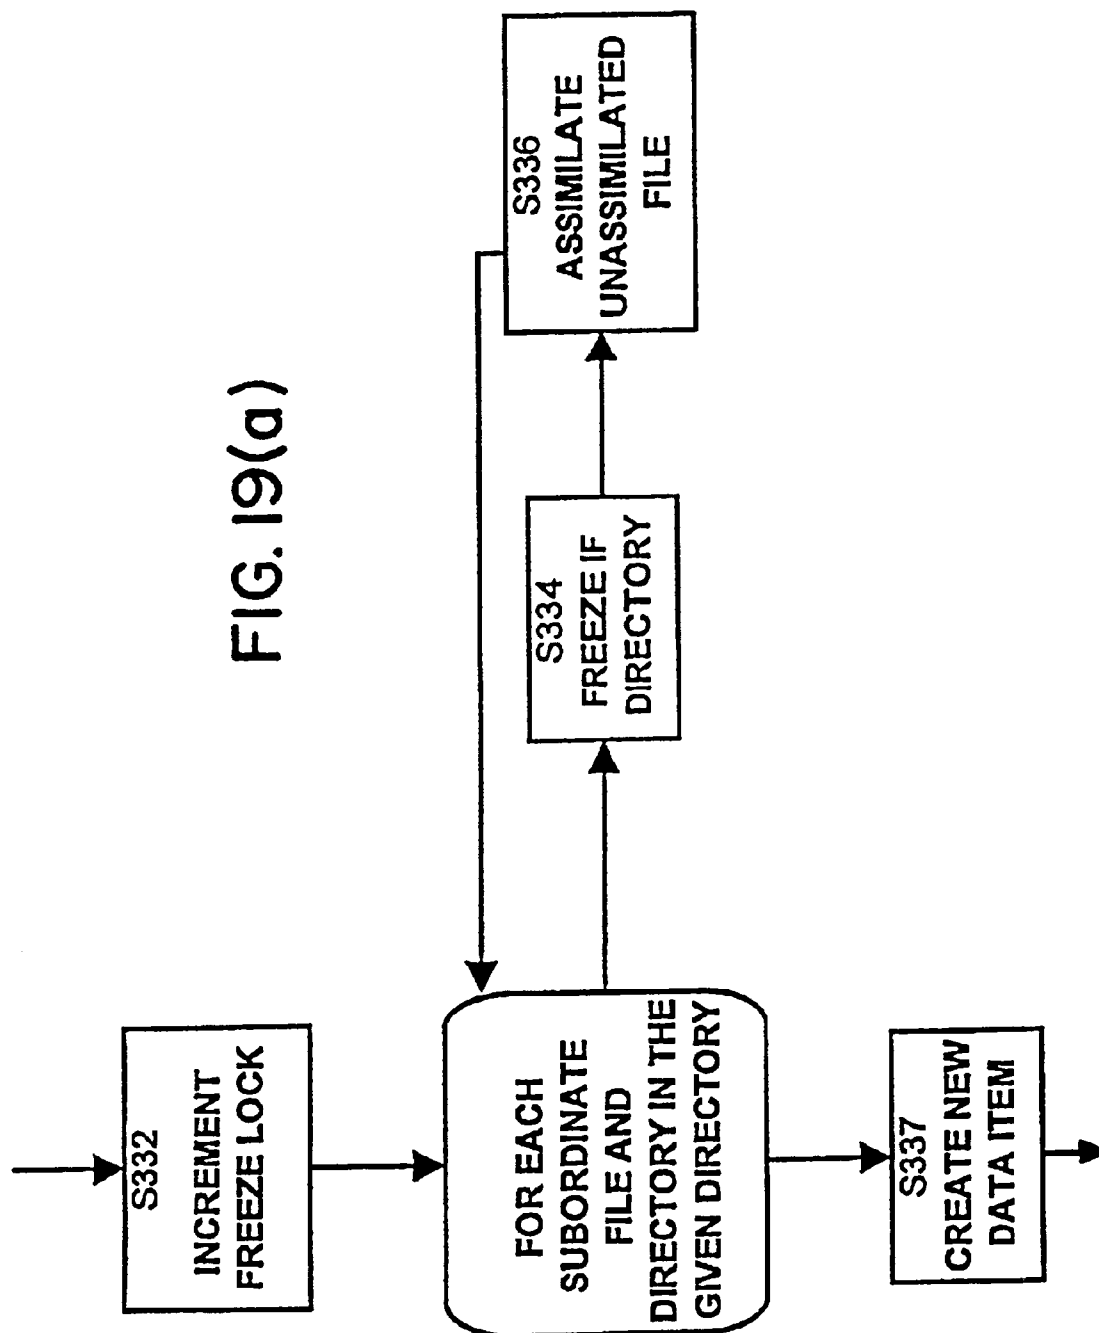 FIG. 19(a)
S332
INCREMENT
FREEZE LOCK
FOR EACH
SUBORDINATE
FILE AND
DIRECTORY IN THE
GIVEN DIRECTORY
S334
FREEZE IF
DIRECTORY
S336
ASSIMILATE
UNASSIMILATED
FILE
S337
CREATE NEW
DATA ITEM